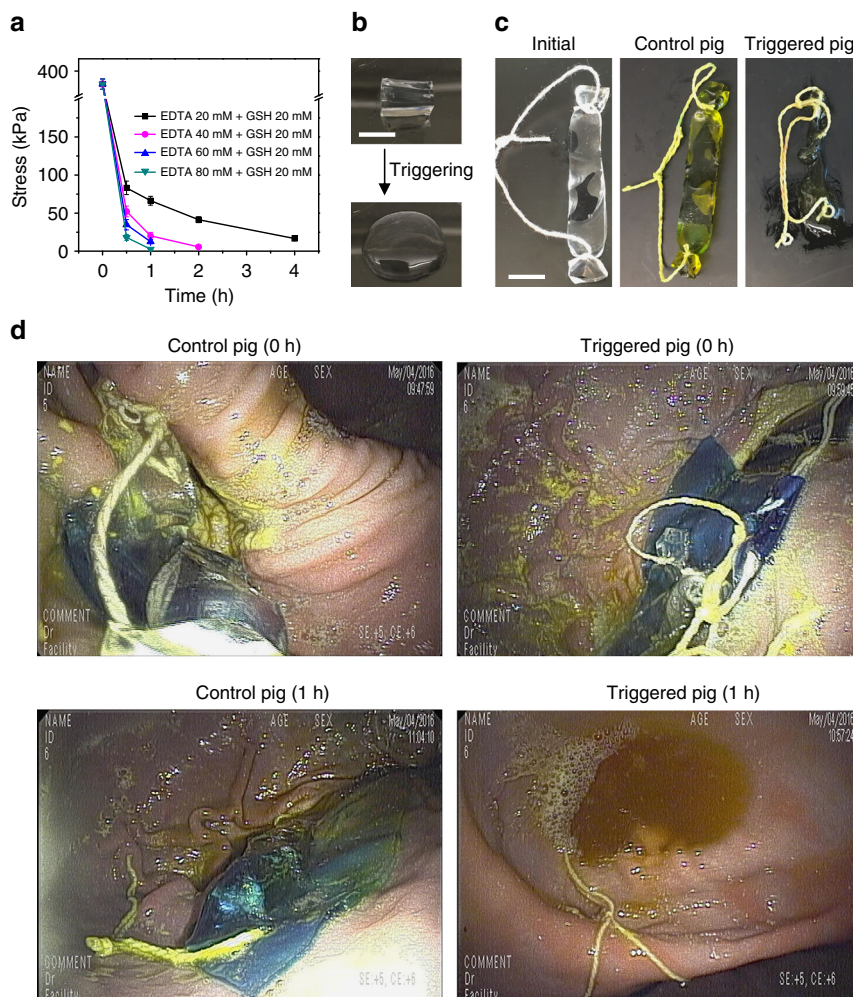 a
400
150
100
50
0
Stress (kPa)
0
1
2
3
4
Time (h)
EDTA 20 mM + GSH 20 mM
EDTA 40 mM + GSH 20 mM
EDTA 60 mM + GSH 20 mM
EDTA 80 mM + GSH 20 mM
b
Triggering
c
Initial
Control pig
Triggered pig
d
Control pig (0 h)
NAME AGE SEX May/04/2016
ID 09:47:59
5
COMMENT
Dr
Facility SE:+5, CE:+6
Triggered pig (0 h)
NAME AGE SEX May/04/2016
ID 09:59:45
6
COMMENT
Dr
Facility
Control pig (1 h)
NAME AGE SEX May/04/2016
ID 11:04:10
6
COMMENT
Dr
Facility SE:+5, CE:+6
Triggered pig (1 h)
NAME AGE SEX May/04/2016
ID 10:57:24
6
COMMENT
Dr
Facility SE:+5, CE:+6